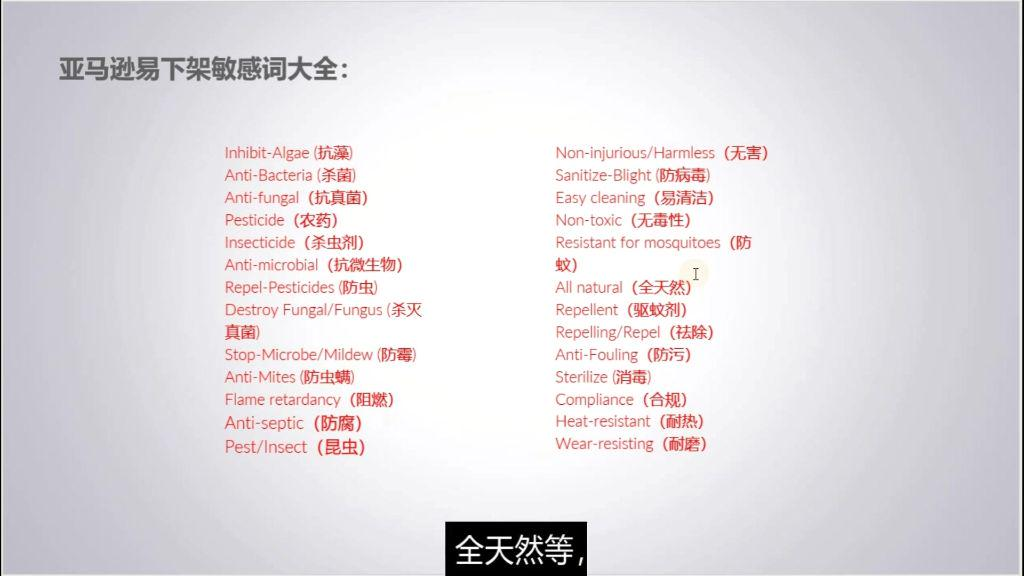 亚马逊易下架敏感词大全：
Inhibit-Algae (抗藻)
Anti-Bacteria (杀菌)
Anti-fungal（抗真菌）
Pesticide（农药）
Insecticide（杀虫剂）
Anti-microbial（抗微生物）
Repel-Pesticides (防虫)
Destroy Fungal/Fungus (杀灭
真菌)
Stop-Microbe/Mildew (防霉)
Anti-Mites (防虫螨)
Flame retardancy（阻燃）
Anti-septic（防腐）
Pest/Insect（昆虫）
Non-injurious/Harmless（无害）
Sanitize-Blight (防病毒)
Easy cleaning（易清洁）
Non-toxic（无毒性）
Resistant for mosquitoes（防
蚊）
All natural（全天然）
Repellent（驱蚊剂）
Repelling/Repel（祛除）
Anti-Fouling（防污）
Sterilize (消毒)
Compliance（合规）
Heat-resistant（耐热）
Wear-resisting（耐磨）
全天然等，